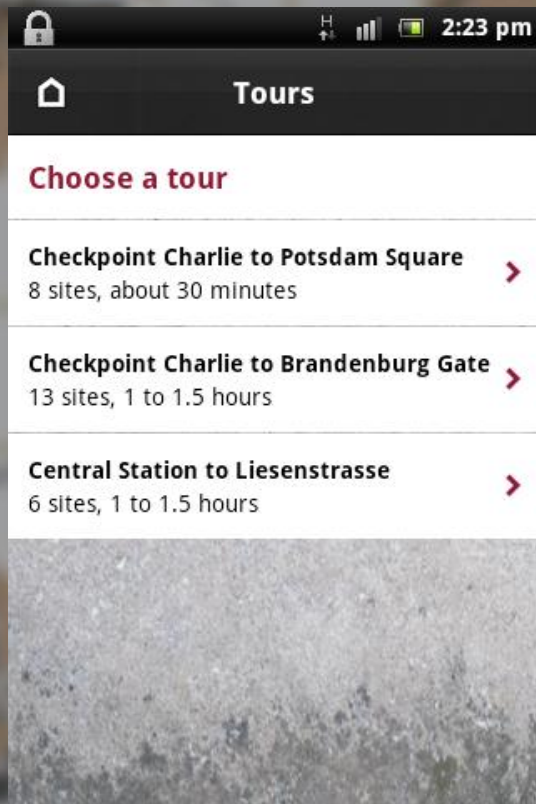 H
2:23 pm
Tours
Choose a tour
Checkpoint Charlie to Potsdam Square
8 sites, about 30 minutes
Checkpoint Charlie to Brandenburg Gate
13 sites, 1 to 1.5 hours
Central Station to Liesenstrasse
6 sites, 1 to 1.5 hours